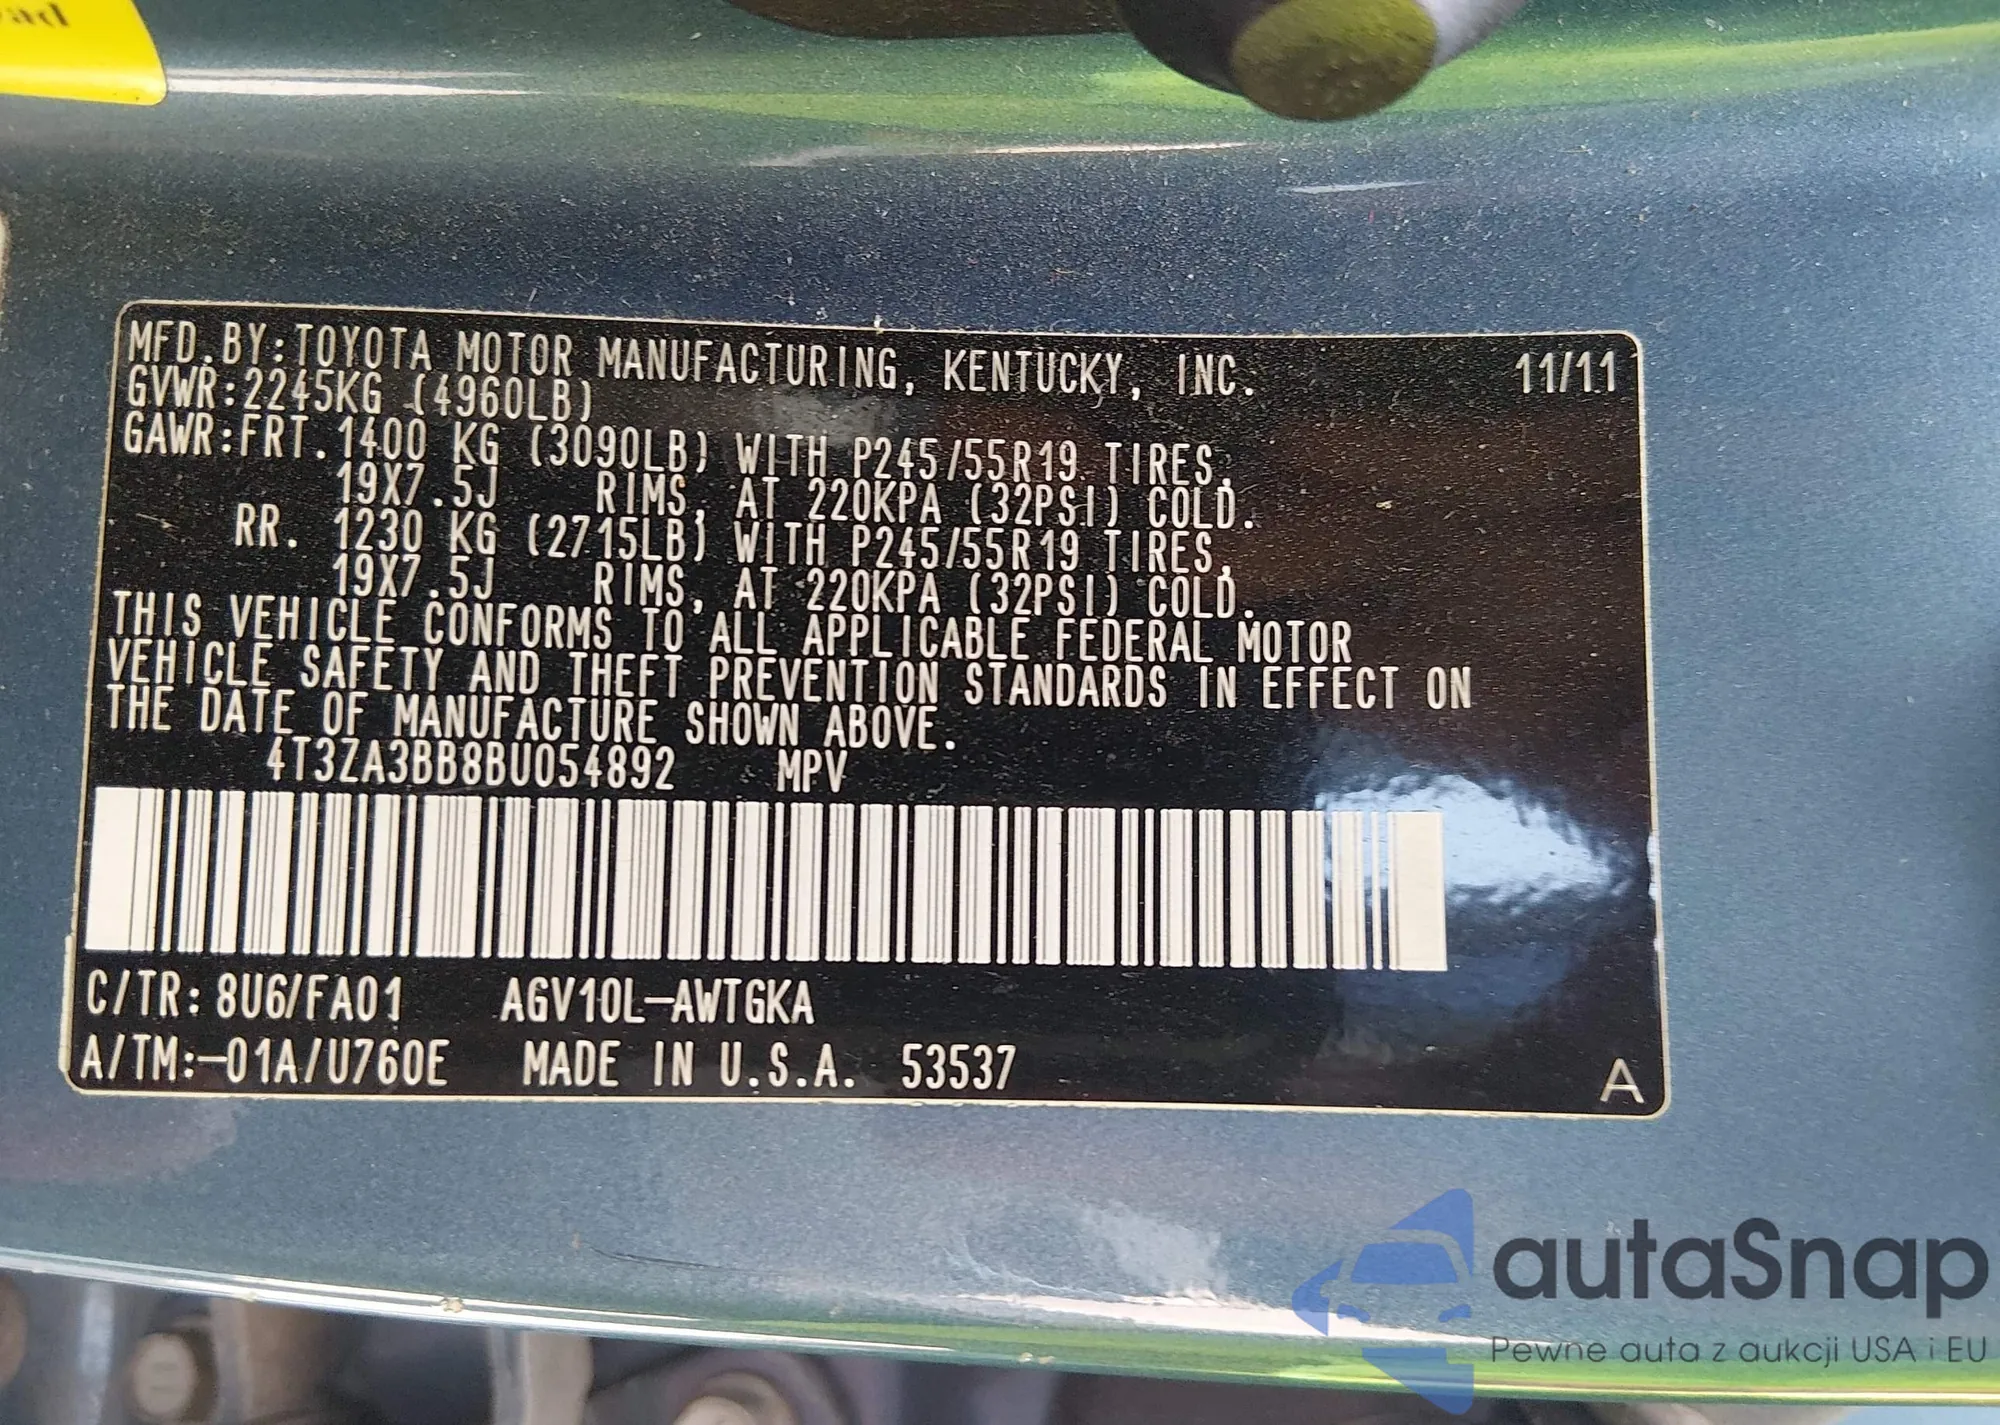 MFD.BY:TOYOTA MOTOR MANUFACTURING, KENTUCKY, INC. 11/11
GVWR:2245KG (4960LB)
GAWR:FRT.1400 KG (3090LB) WITH P245/55R19 TIRES,
19X7.5J RIMS, AT 220KPA (32PSI) COLD.
RR. 1230 KG (2715LB) WITH P245/55R19 TIRES,
19X7.5J RIMS, AT 220KPA (32PSI) COLD.
THIS VEHICLE CONFORMS TO ALL APPLICABLE FEDERAL MOTOR
VEHICLE SAFETY AND THEFT PREVENTION STANDARDS IN EFFECT ON
THE DATE OF MANUFACTURE SHOWN ABOVE.
4T3ZA3BB8BU054892 MPV
C/TR:8U6/FA01 AGV10L-AWTGKA
A/TM:-01A/U760E MADE IN U.S.A. 53537
A
autaSnap
Pewne auta z aukcji USA i EU